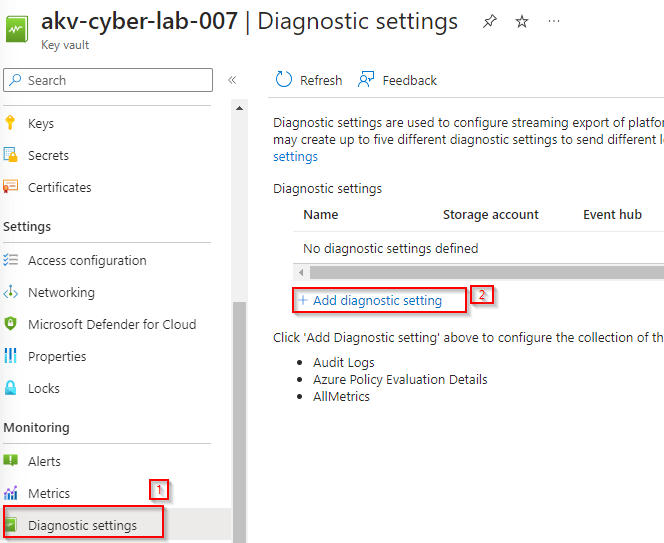 akv-cyber-lab-007 | Diagnostic settings ...
Key vault
Search
«
Keys
Secrets
Certificates
Settings
Access configuration
Networking
Microsoft Defender for Cloud
Properties
Locks
Monitoring
Alerts
Metrics
1
Diagnostic settings
Refresh
Feedback
Diagnostic settings are used to configure streaming export of platfor
may create up to five different diagnostic settings to send different l
settings
Diagnostic settings
Name Storage account Event hub
No diagnostic settings defined
+ Add diagnostic setting 2
Click 'Add Diagnostic setting' above to configure the collection of th
• Audit Logs
• Azure Policy Evaluation Details
• AllMetrics